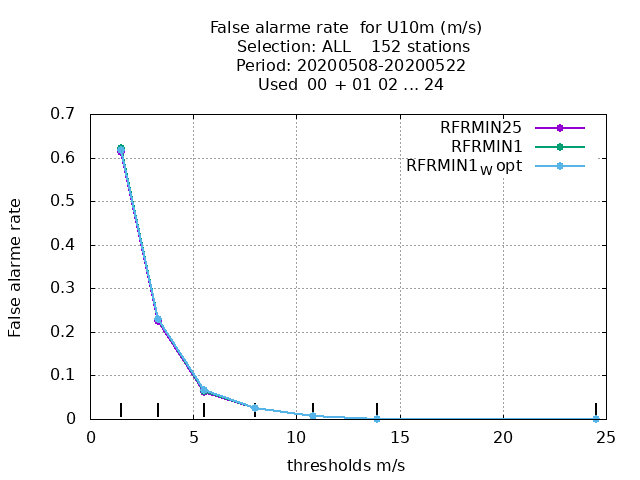 False alarme rate  for U10m (m/s)
Selection: ALL    152 stations
Period: 20200508-20200522
Used  00  + 01 02 ... 24
RFRMIN25
RFRMIN1
RFRMIN1W opt
0.7
0.6
0.5
0.4
0.3
0.2
0.1
0
False alarme rate
0 5 10 15 20 25
thresholds m/s